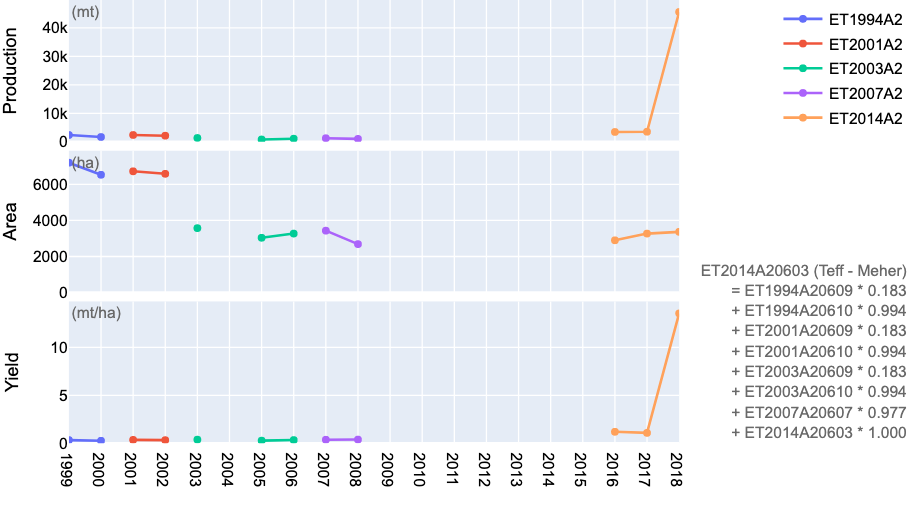 Production
(mt)
40k
30k
20k
10k
0
Area
(ha)
6000
4000
2000
0
Yield
(mt/ha)
10
5
0
1999
2000
2001
2002
2003
2004
2005
2006
2007
2008
2009
2010
2011
2012
2013
2014
2015
2016
2017
2018
ET1994A2
ET2001A2
ET2003A2
ET2007A2
ET2014A2
ET2014A20603 (Teff - Meher)
= ET1994A20609 * 0.183
+ ET1994A20610 * 0.994
+ ET2001A20609 * 0.183
+ ET2001A20610 * 0.994
+ ET2003A20609 * 0.183
+ ET2003A20610 * 0.994
+ ET2007A20607 * 0.977
+ ET2014A20603 * 1.000